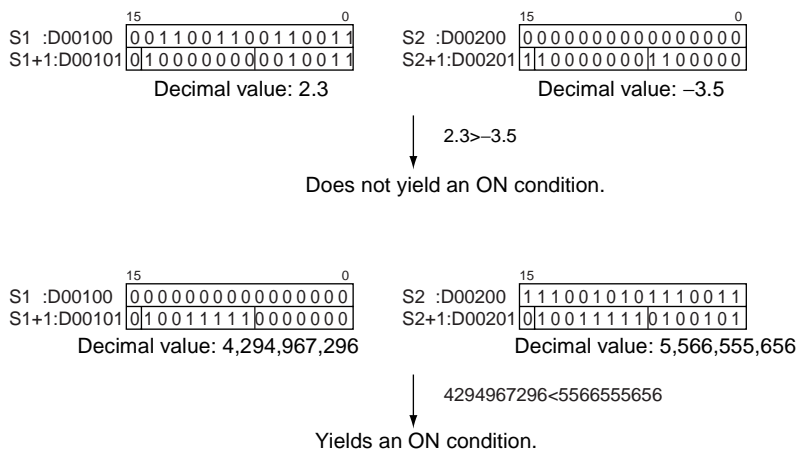 15 0 15 0
S1 :D00100 0011001100110011 S2 :D00200 0000000000000000
S1+1:D00101 0100000000010011 S2+1:D00201 1100000001100000
Decimal value: 2.3 Decimal value: −3.5
2.3>−3.5
Does not yield an ON condition.
15 0 15
S1 :D00100 0000000000000000 S2 :D00200 1110010101110011
S1+1:D00101 0100111110000000 S2+1:D00201 0100111110100101
Decimal value: 4,294,967,296 Decimal value: 5,566,555,656
4294967296<5566555656
Yields an ON condition.